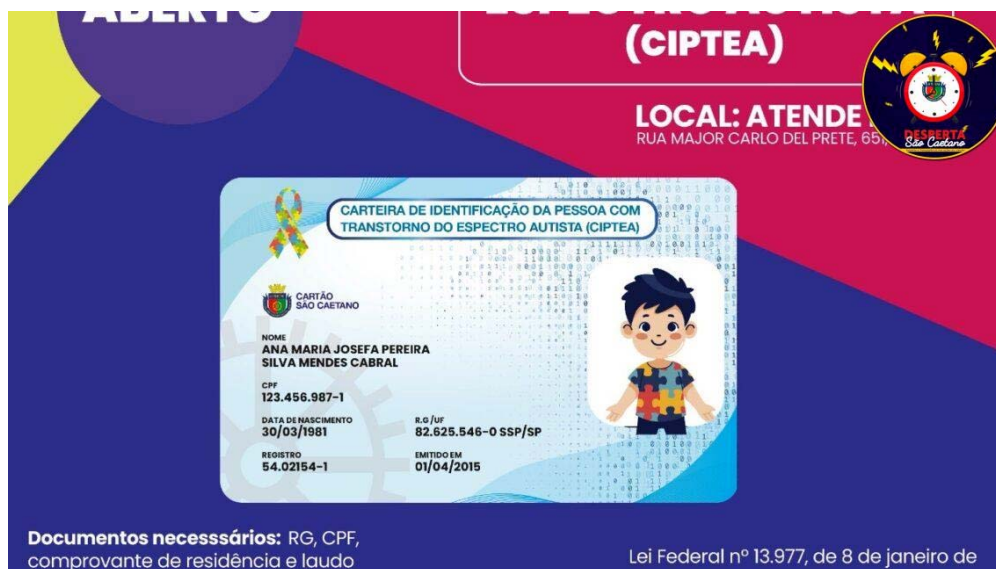 ABERTO
ESPECTRO AUTISTA
(CIPTEA)
LOCAL: ATENDE
RUA MAJOR CARLO DEL PRETE, 651,
DESPERTA
São Caetano
CARTEIRA DE IDENTIFICAÇÃO DA PESSOA COM
TRANSTORNO DO ESPECTRO AUTISTA (CIPTEA)
CARTÃO
SÃO CAETANO
NOME
ANA MARIA JOSEFA PEREIRA
SILVA MENDES CABRAL
CPF
123.456.987-1
DATA DE NASCIMENTO
30/03/1981
R.G/UF
82.625.546-0 SSP/SP
REGISTRO
54.02154-1
EMITIDO EM
01/04/2015
Documentos necesssários: RG, CPF,
comprovante de residência e laudo
Lei Federal nº 13.977, de 8 de janeiro de